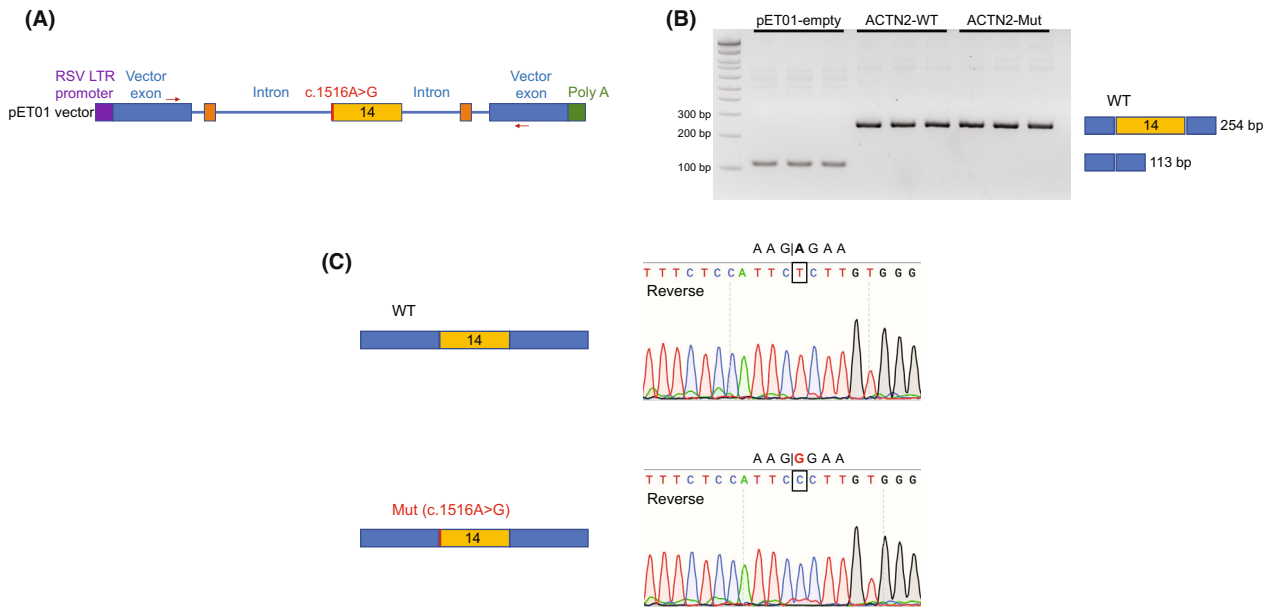 (A)
RSV LTR promoter
Vector exon
Intron
c.1516A>G
Intron
Vector exon
Poly A
pET01 vector
14
(B)
pET01-empty
ACTN2-WT
ACTN2-Mut
300 bp
200 bp
100 bp
WT
14
254 bp
113 bp
(C)
WT
14
A A G|A G A A
T T T C T C C A T T C T C T T G T G G G
Reverse
Mut (c.1516A>G)
14
A A G|G G A A
T T T C T C C A T T C C C T T G T G G G
Reverse